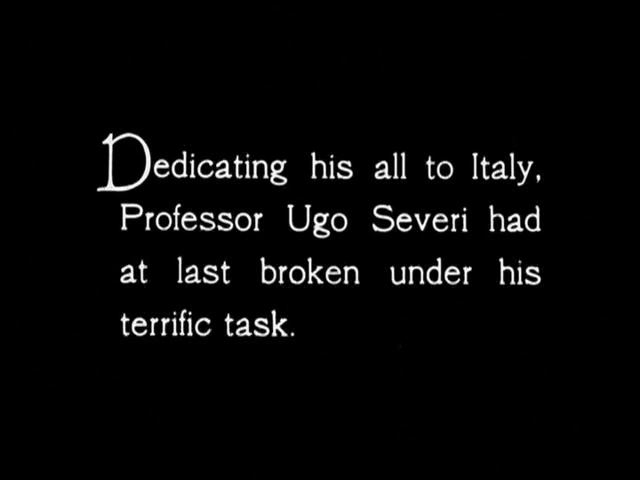 Dedicating his all to Italy,
Professor Ugo Severi had
at last broken under his
terrific task.